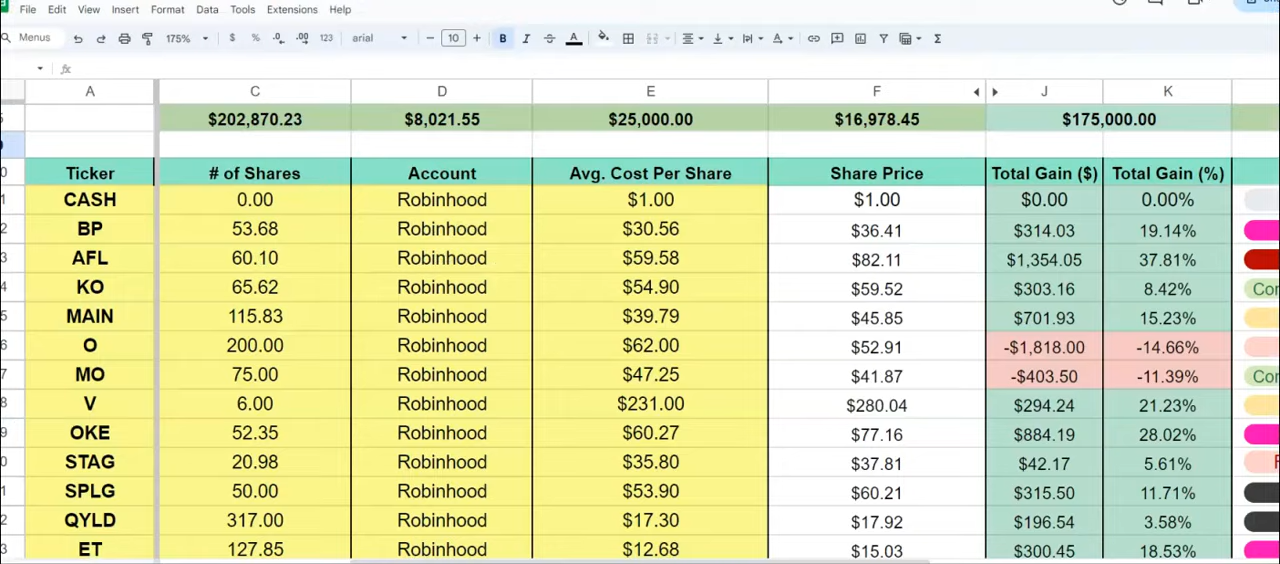 File Edit View Insert Format Data Tools Extensions Help
Menus 175% $ % .0 .00 123 arial - 10 + B I S A Σ
fx
A C D E F J K
$202,870.23 $8,021.55 $25,000.00 $16,978.45 $175,000.00
Ticker # of Shares Account Avg. Cost Per Share Share Price Total Gain ($) Total Gain (%)
CASH 0.00 Robinhood $1.00 $1.00 $0.00 0.00%
BP 53.68 Robinhood $30.56 $36.41 $314.03 19.14%
AFL 60.10 Robinhood $59.58 $82.11 $1,354.05 37.81%
KO 65.62 Robinhood $54.90 $59.52 $303.16 8.42% Con
MAIN 115.83 Robinhood $39.79 $45.85 $701.93 15.23%
O 200.00 Robinhood $62.00 $52.91 -$1,818.00 -14.66%
MO 75.00 Robinhood $47.25 $41.87 -$403.50 -11.39% Con
V 6.00 Robinhood $231.00 $280.04 $294.24 21.23%
OKE 52.35 Robinhood $60.27 $77.16 $884.19 28.02%
STAG 20.98 Robinhood $35.80 $37.81 $42.17 5.61%
SPLG 50.00 Robinhood $53.90 $60.21 $315.50 11.71%
QYLD 317.00 Robinhood $17.30 $17.92 $196.54 3.58%
ET 127.85 Robinhood $12.68 $15.03 $300.45 18.53%